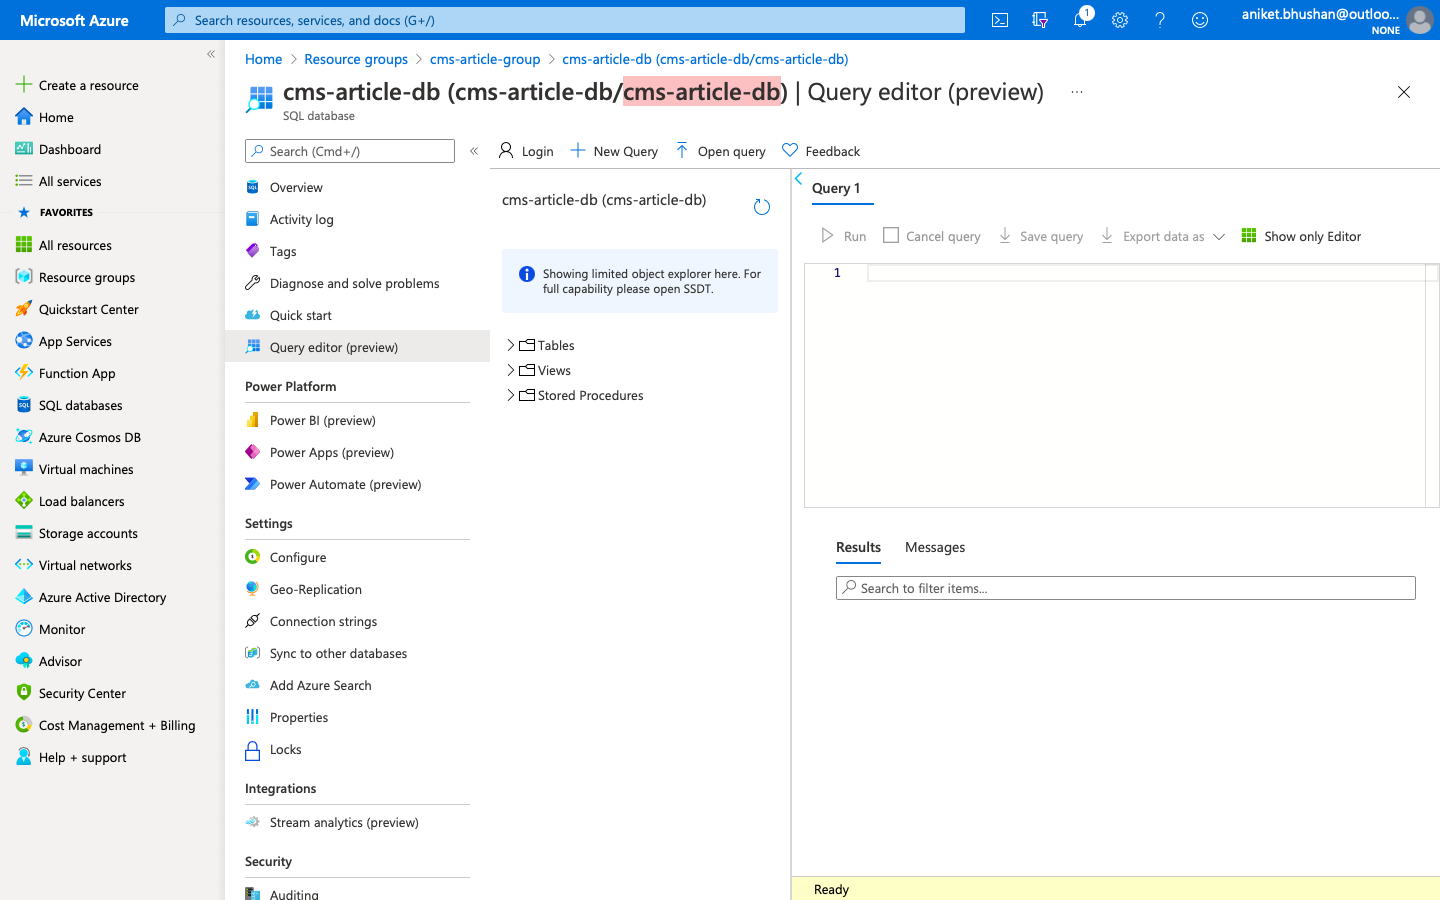 Microsoft Azure
Search resources, services, and docs (G+/)
1
aniket.bhushan@outloo...
NONE
Create a resource
Home
Dashboard
All services
FAVORITES
All resources
Resource groups
Quickstart Center
App Services
Function App
SQL databases
Azure Cosmos DB
Virtual machines
Load balancers
Storage accounts
Virtual networks
Azure Active Directory
Monitor
Advisor
Security Center
Cost Management + Billing
Help + support
Home > Resource groups > cms-article-group > cms-article-db (cms-article-db/cms-article-db)
cms-article-db (cms-article-db/cms-article-db) | Query editor (preview) ...
SQL database
Search (Cmd+/)
Overview
Activity log
Tags
Diagnose and solve problems
Quick start
Query editor (preview)
Power Platform
Power BI (preview)
Power Apps (preview)
Power Automate (preview)
Settings
Configure
Geo-Replication
Connection strings
Sync to other databases
Add Azure Search
Properties
Locks
Integrations
Stream analytics (preview)
Security
Auditing
Login
New Query
Open query
Feedback
cms-article-db (cms-article-db)
Showing limited object explorer here. For
full capability please open SSDT.
Tables
Views
Stored Procedures
Query 1
Run
Cancel query
Save query
Export data as
Show only Editor
1
Results
Messages
Search to filter items...
Ready